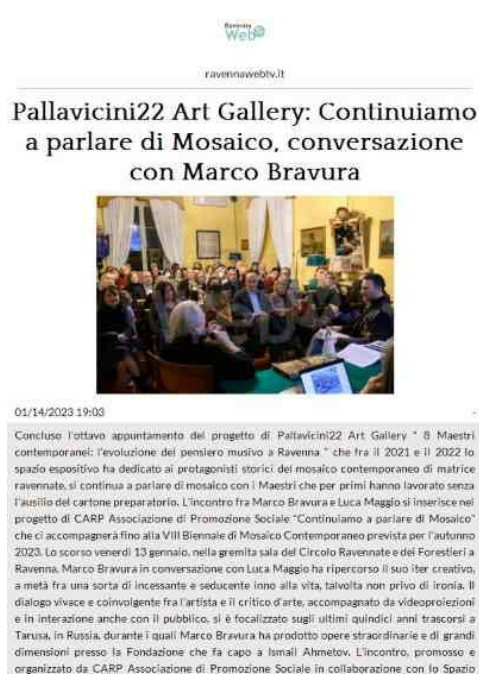 Ravenna
Web
ravennawebtv.it
Pallavicini22 Art Gallery: Continuiamo
a parlare di Mosaico, conversazione
con Marco Bravura
01/14/2023 19:03
-
Concluso l'ottavo appuntamento del progetto di Pallavicini22 Art Gallery " 8 Maestri
contemporanei: l'evoluzione del pensiero musivo a Ravenna " che fra il 2021 e il 2022 lo
spazio espositivo ha dedicato ai protagonisti storici del mosaico contemporaneo di matrice
ravennate, si continua a parlare di mosaico con i Maestri che per primi hanno lavorato senza
l'ausilio del cartone preparatorio. L'incontro fra Marco Bravura e Luca Maggio si inserisce nel
progetto di CARP Associazione di Promozione Sociale "Continuiamo a parlare di Mosaico"
che ci accompagnerà fino alla VIII Biennale di Mosaico Contemporaneo prevista per l'autunno
2023. Lo scorso venerdì 13 gennaio, nella gremita sala del Circolo Ravennate e dei Forestieri a
Ravenna, Marco Bravura in conversazione con Luca Maggio ha ripercorso il suo iter creativo,
a metà fra una sorta di incessante e seducente inno alla vita, talvolta non privo di ironia. Il
dialogo vivace e coinvolgente fra l'artista e il critico d'arte, accompagnato da videoproiezioni
e in interazione anche con il pubblico, si è focalizzato sugli ultimi quindici anni trascorsi a
Tarusa, in Russia, durante i quali Marco Bravura ha prodotto opere straordinarie e di grandi
dimensioni presso la Fondazione che fa capo a Ismail Ahmetov. L'incontro, promosso e
organizzato da CARP Associazione di Promozione Sociale in collaborazione con lo Spazio